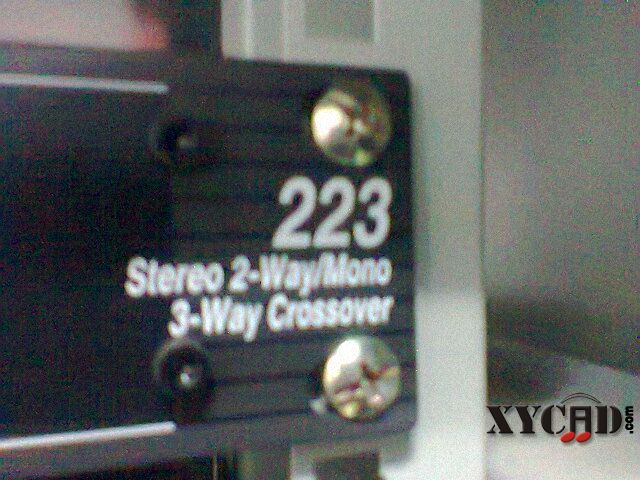 223
Stereo 2-Way/Mono
3-Way Crossover
XYCAD.com